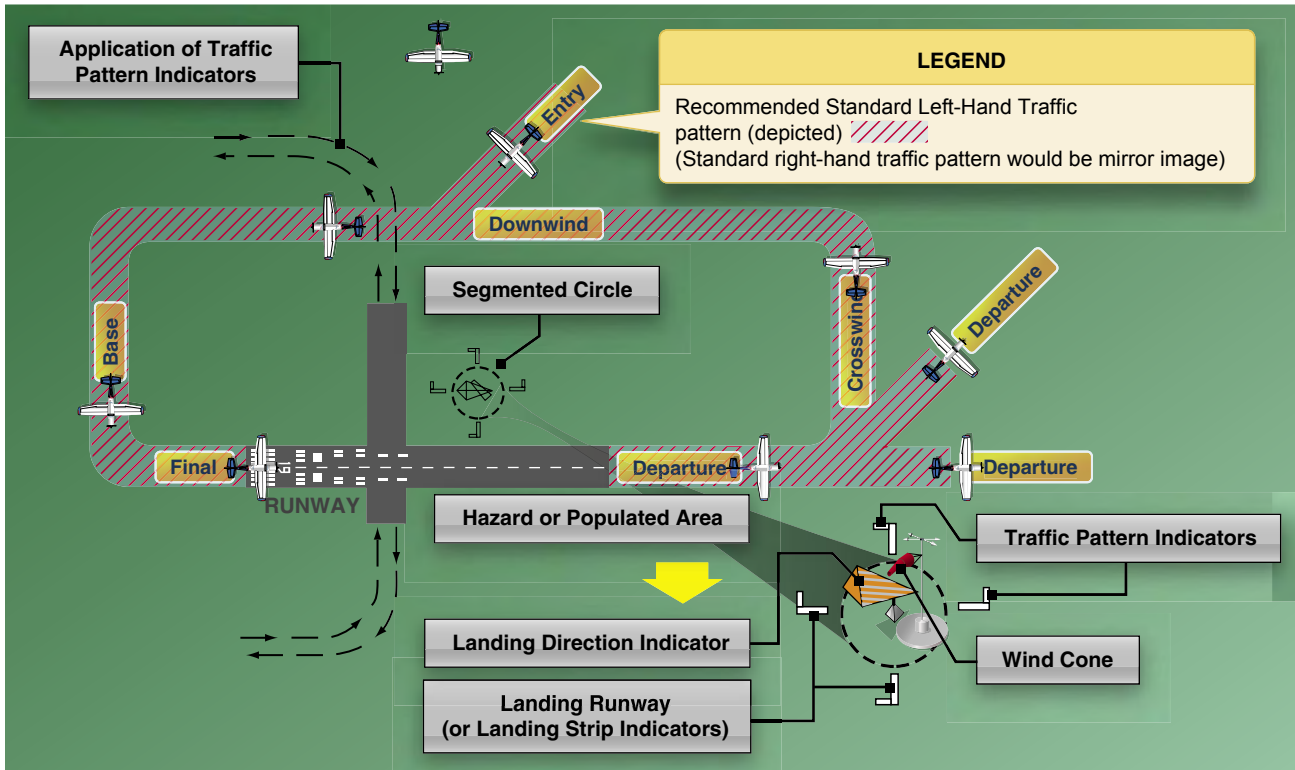 Application of Traffic
Pattern Indicators
LEGEND
Recommended Standard Left-Hand Traffic
pattern (depicted)
(Standard right-hand traffic pattern would be mirror image)
Entry
Downwind
Segmented Circle
Base
Crosswind
Departure
Final
19
RUNWAY
Departure
Departure
Hazard or Populated Area
Traffic Pattern Indicators
Landing Direction Indicator
Wind Cone
Landing Runway
(or Landing Strip Indicators)